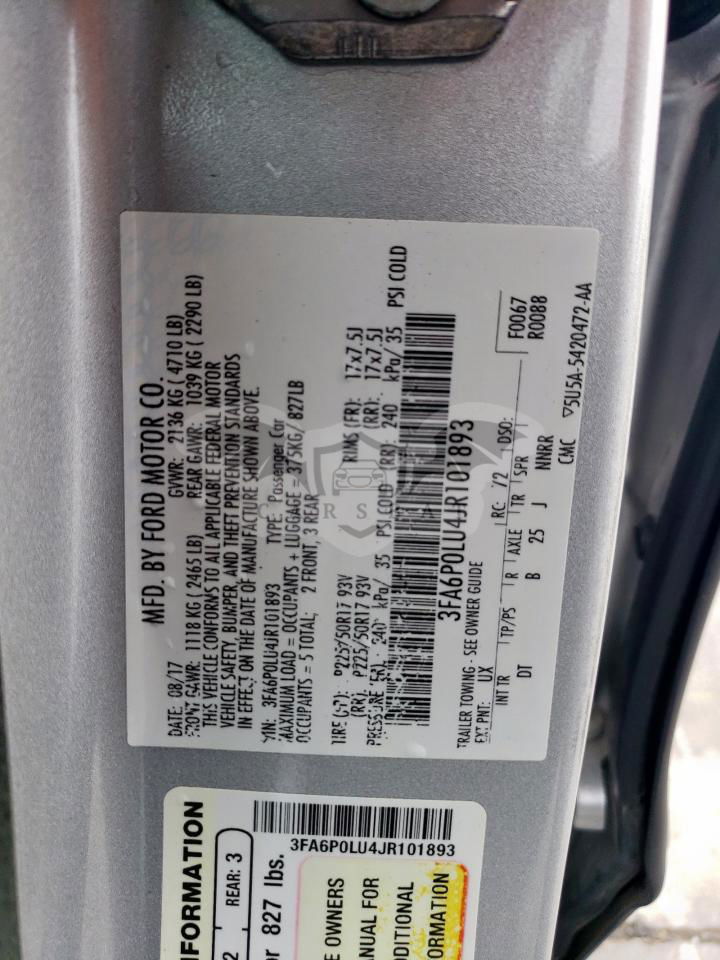 MFD. BY FORD MOTOR CO.
DATE: 08/17 GVWR: 2136 KG ( 4710 LB)
FRONT GAWR: 1118 KG ( 2465 LB) REAR GAWR: 1039 KG ( 2290 LB)
THIS VEHICLE CONFORMS TO ALL APPLICABLE FEDERAL MOTOR
VEHICLE SAFETY, BUMPER, AND THEFT PREVENTION STANDARDS
IN EFFECT ON THE DATE OF MANUFACTURE SHOWN ABOVE.
VIN: 3FA6P0LU4JR101893 TYPE: Passenger Car
MAXIMUM LOAD = OCCUPANTS + LUGGAGE = 375KG/ 827LB
OCCUPANTS = 5 TOTAL; 2 FRONT, 3 REAR
TIRE (FR): P225/50R17 93V RIMS (FR): 17x7.5J
(RR): P225/50R17 93V (RR): 17x7.5J
PRESSURE (FR): 240 kPa/ 35 PSI COLD (RR): 240 kPa/ 35 PSI COLD
3FA6P0LU4JR101893
TRAILER TOWING - SEE OWNER GUIDE
EXT PNT: UX RC: 72 DSO: F0067
R0088
INT TR TP/PS R AXLE TR SPR
DT B 25 J NNRR
CMC ▽5U5A-5420472-AA
3FA6P0LU4JR101893
INFORMATION
2 REAR: 3
or 827 lbs.
E OWNERS
ANUAL FOR
DDITIONAL
ORMATION